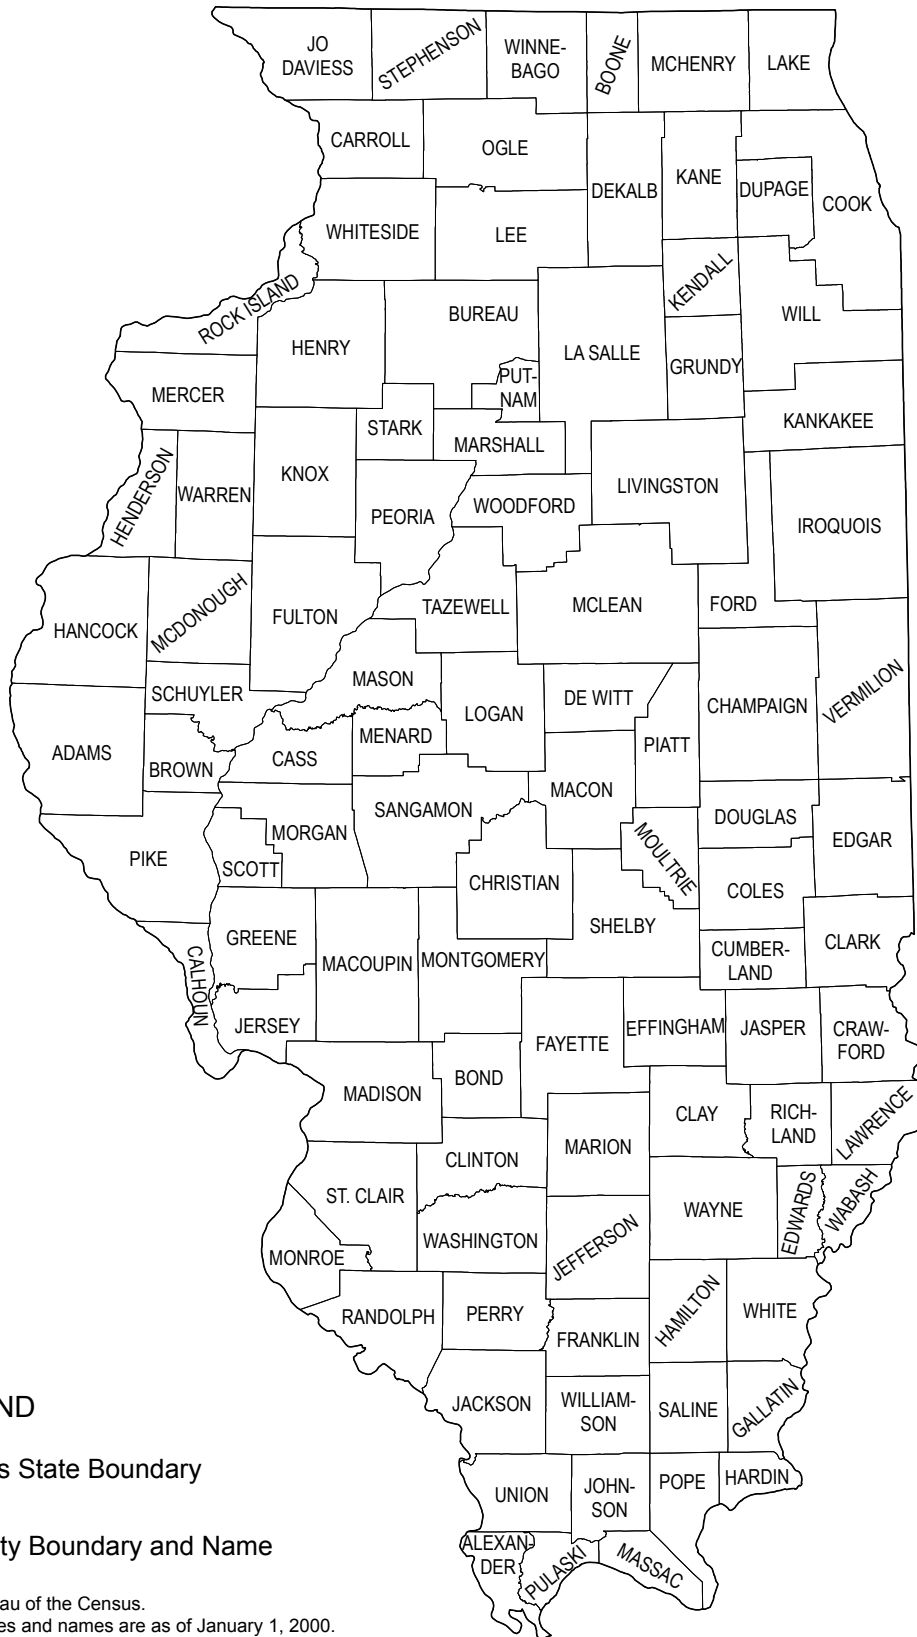 JO
DAVIESS
STEPHENSON
WINNE-
BAGO
BOONE
MCHENRY
LAKE
CARROLL
OGLE
DEKALB
KANE
DUPAGE
COOK
WHITESIDE
LEE
KENDALL
ROCK ISLAND
HENRY
BUREAU
LA SALLE
WILL
GRUNDY
PUT-
NAM
MERCER
STARK
MARSHALL
KANKAKEE
HENDERSON
WARREN
KNOX
PEORIA
WOODFORD
LIVINGSTON
IROQUOIS
HANCOCK
MCDONOUGH
FULTON
TAZEWELL
MCLEAN
FORD
SCHUYLER
MASON
LOGAN
DE WITT
CHAMPAIGN
VERMILION
ADAMS
BROWN
CASS
MENARD
PIATT
MACON
SANGAMON
DOUGLAS
EDGAR
PIKE
SCOTT
MORGAN
CHRISTIAN
MOULTRIE
COLES
SHELBY
GREENE
MACOUPIN
MONTGOMERY
CUMBER-
LAND
CLARK
CALHOUN
JERSEY
FAYETTE
EFFINGHAM
JASPER
CRAW-
FORD
MADISON
BOND
CLAY
RICH-
LAND
LAWRENCE
CLINTON
MARION
ST. CLAIR
WAYNE
EDWARDS
WABASH
MONROE
WASHINGTON
JEFFERSON
RANDOLPH
PERRY
FRANKLIN
HAMILTON
WHITE
JACKSON
WILLIAM-
SON
SALINE
GALLATIN
UNION
JOHN-
SON
POPE
HARDIN
ALEXAN-
DER
PULASKI
MASSAC
ND
s State Boundary
ty Boundary and Name
au of the Census.
es and names are as of January 1, 2000.